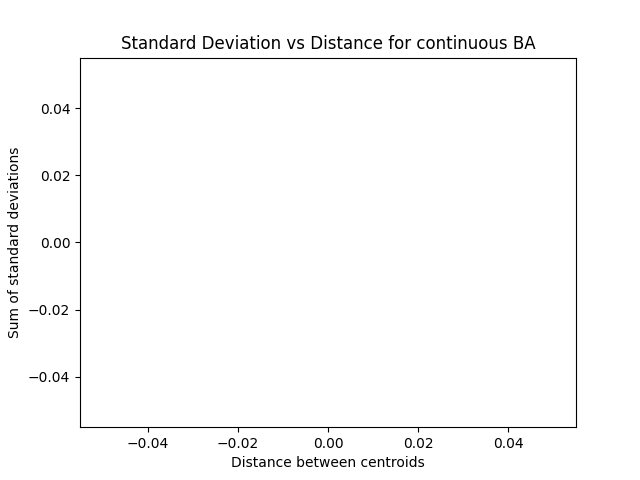 Standard Deviation vs Distance for continuous BA
Sum of standard deviations
0.04
0.02
0.00
−0.02
−0.04
−0.04 −0.02 0.00 0.02 0.04
Distance between centroids